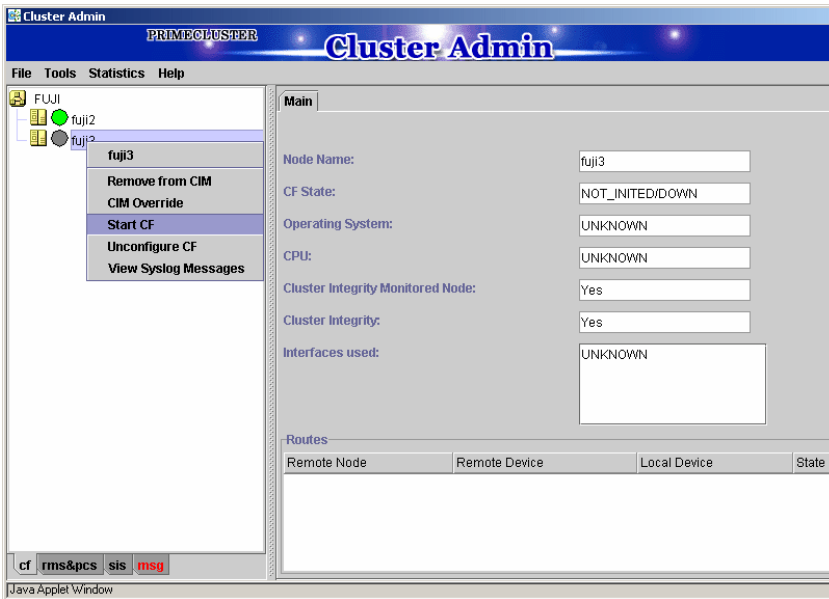 Cluster Admin
PRIMECLUSTER
Cluster Admin
File Tools Statistics Help
FUJI
fuji2
fuji3
fuji3
Remove from CIM
CIM Override
Start CF
Unconfigure CF
View Syslog Messages
Main
Node Name: fuji3
CF State: NOT_INITED/DOWN
Operating System: UNKNOWN
CPU: UNKNOWN
Cluster Integrity Monitored Node: Yes
Cluster Integrity: Yes
Interfaces used: UNKNOWN
Routes
Remote Node Remote Device Local Device State
cf rms&pcs sis msg
Java Applet Window